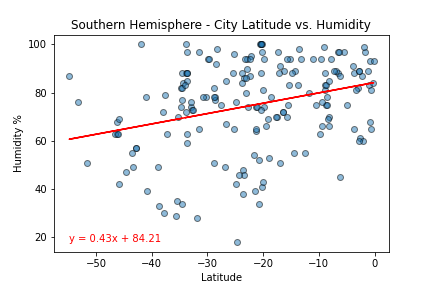 Southern Hemisphere - City Latitude vs. Humidity
100
80
60
40
20
Humidity %
y = 0.43x + 84.21
−50 −40 −30 −20 −10 0
Latitude